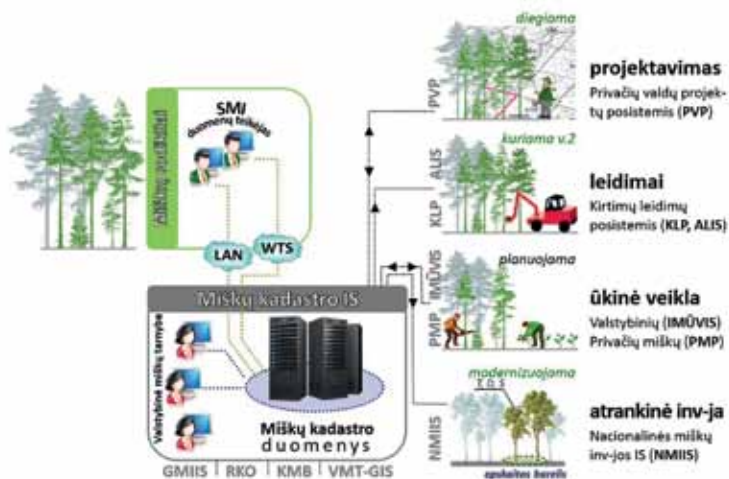 SMI
duomenų teikėjas
LAN
WTS
Miškų kadastro IS
Valstybinė miškų tarnyba
Miškų kadastro
duomenys
GMIIS | RKO | KMB | VMT-GIS
diegiama
PVP
projektavimas
Privačių valdų projek-
tų posistemis (PVP)
kuriama v.2
KLP ALIS
leidimai
Kirtimų leidimų
posistemis (KLP, ALIS)
planuojama
PMP IMŪVIS
ūkinė veikla
Valstybinių (IMŪVIS)
Privačių miškų (PMP)
modernizuojama
NMIIS
atrankinė inv-ja
Nacionalinės miškų
inv-jos IS (NMIIS)
apskaitos barelis